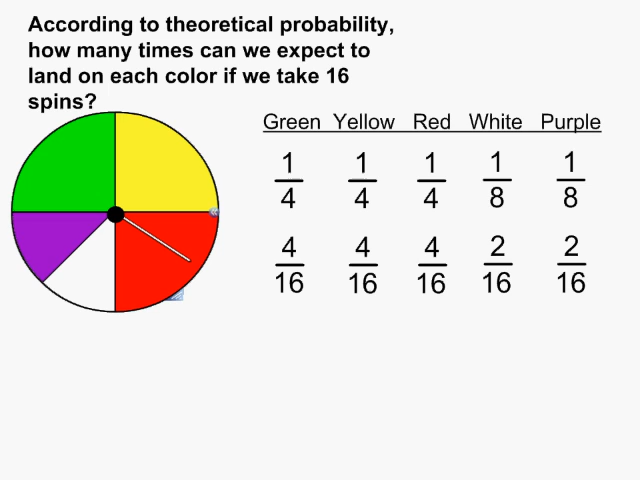 According to theoretical probability,
how many times can we expect to
land on each color if we take 16
spins?
Green Yellow Red White Purple
1/4 1/4 1/4 1/8 1/8
4/16 4/16 4/16 2/16 2/16